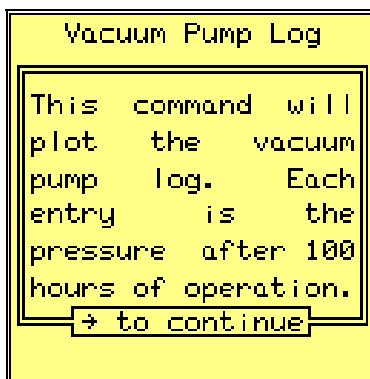 Vacuum Pump Log
This command will
plot the vacuum
pump log. Each
entry is the
pressure after 100
hours of operation.
→ to continue